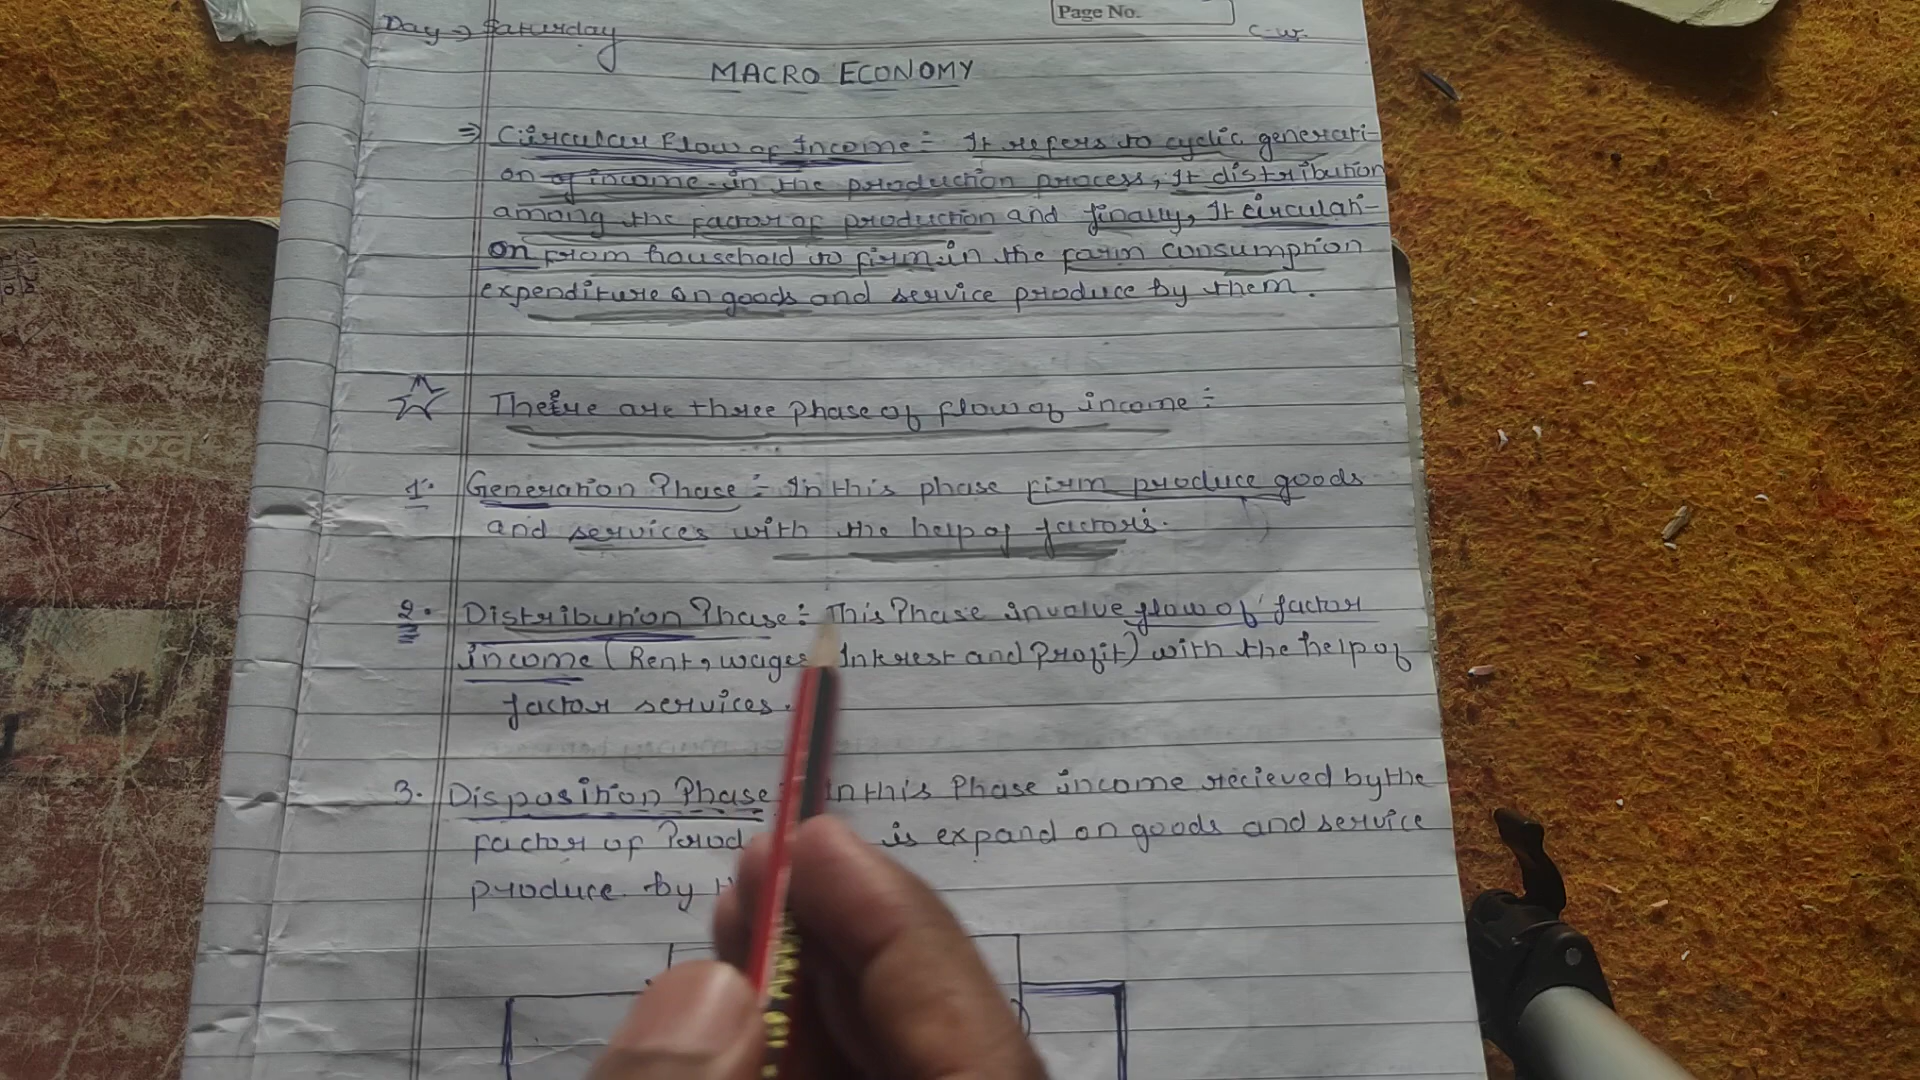 Page No.
Day → Saturday
C-w.
MACRO ECONOMY
⇒ Circular Flow of Income :- It refers to cyclic generati-
on of income in the production process, It distribution
among the factor of production and finally, It circulati-
on from household to firm in the farm consumption
expenditure on goods and service produce by them.
There are three phase of flow of income :-
1. Generation Phase :- In this phase firm produce goods
and services with the help of factors.
2. Distribution Phase :- This Phase involve flow of factor
income (Rent, wages, Interest and Profit) with the help of
factor services.
3. Disposition Phase In this Phase income recieved by the
factor of Prod is expand on goods and service
produce by
न विश्व